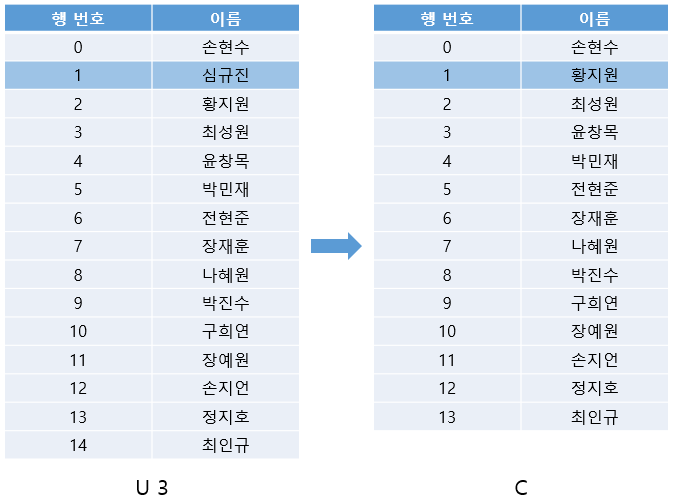 행 번호 이름 행 번호 이름
0 손현수 0 손현수
1 심규진 1 황지원
2 황지원 2 최성원
3 최성원 3 윤창목
4 윤창목 4 박민재
5 박민재 5 전현준
6 전현준 6 장재훈
7 장재훈 7 나혜원
8 나혜원 8 박진수
9 박진수 9 구희연
10 구희연 10 장예원
11 장예원 11 손지언
12 손지언 12 정지호
13 정지호 13 최인규
14 최인규
U 3 C